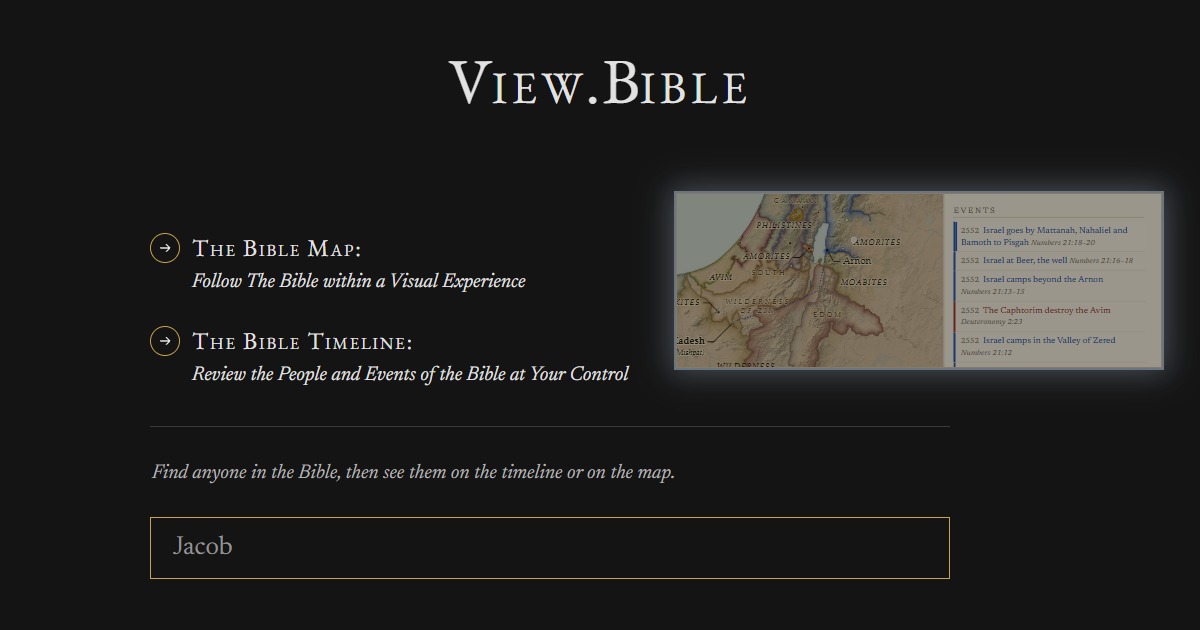 View.Bible
The Bible Map:
Follow The Bible within a Visual Experience
The Bible Timeline:
Review the People and Events of the Bible at Your Control
PHILISTINES
AMORITES
AMORITES
Arnon
AVIM
SOUTH
MOABITES
WILDERNESS
EDOM
WILDERNESS
EVENTS
2552 Israel goes by Mattanah, Nahaliel and
Bamoth to Pisgah Numbers 21:18-20
2552 Israel at Beer, the well Numbers 21:16-18
2552 Israel camps beyond the Arnon
Numbers 21:13-15
2552 The Caphtorim destroy the Avim
Deuteronomy 2:23
2552 Israel camps in the Valley of Zered
Numbers 21:12
Find anyone in the Bible, then see them on the timeline or on the map.
Jacob